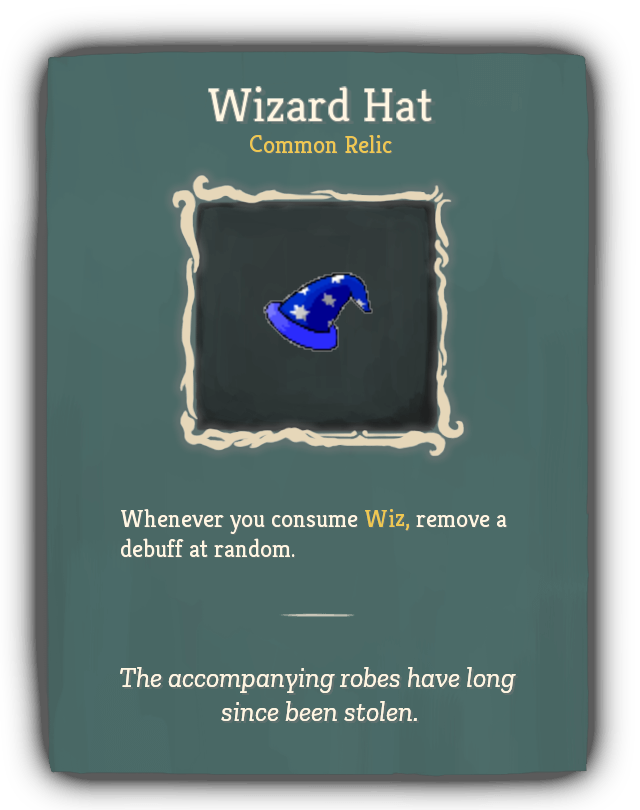 Wizard Hat
Common Relic
Whenever you consume Wiz, remove a
debuff at random.
The accompanying robes have long
since been stolen.